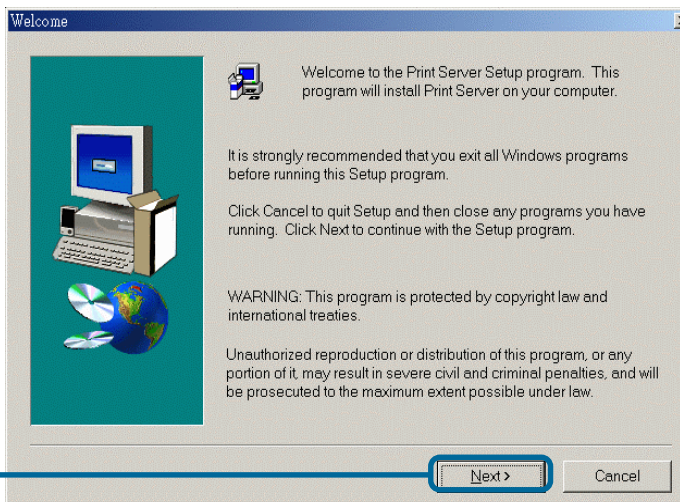 Welcome
Welcome to the Print Server Setup program. This
program will install Print Server on your computer.
It is strongly recommended that you exit all Windows programs
before running this Setup program.
Click Cancel to quit Setup and then close any programs you have
running. Click Next to continue with the Setup program.
WARNING: This program is protected by copyright law and
international treaties.
Unauthorized reproduction or distribution of this program, or any
portion of it, may result in severe civil and criminal penalties, and will
be prosecuted to the maximum extent possible under law.
Next >
Cancel